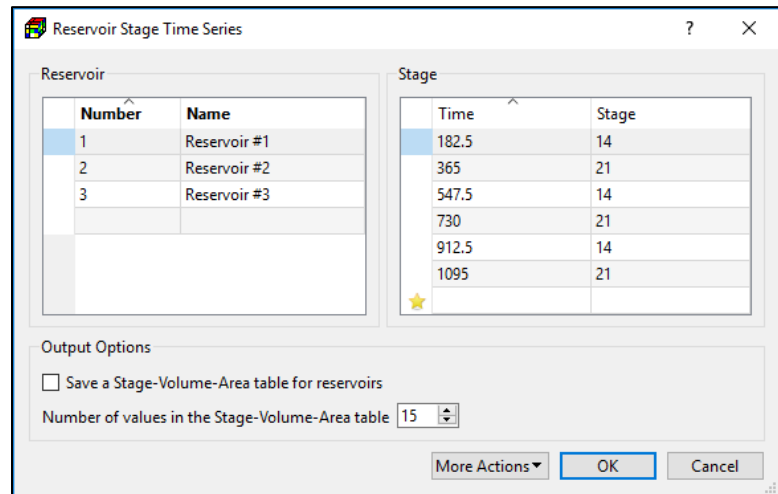 Reservoir Stage Time Series ?
Reservoir
Number Name
1 Reservoir #1
2 Reservoir #2
3 Reservoir #3
Stage
Time Stage
182.5 14
365 21
547.5 14
730 21
912.5 14
1095 21
Output Options
Save a Stage-Volume-Area table for reservoirs
Number of values in the Stage-Volume-Area table 15
More Actions OK Cancel